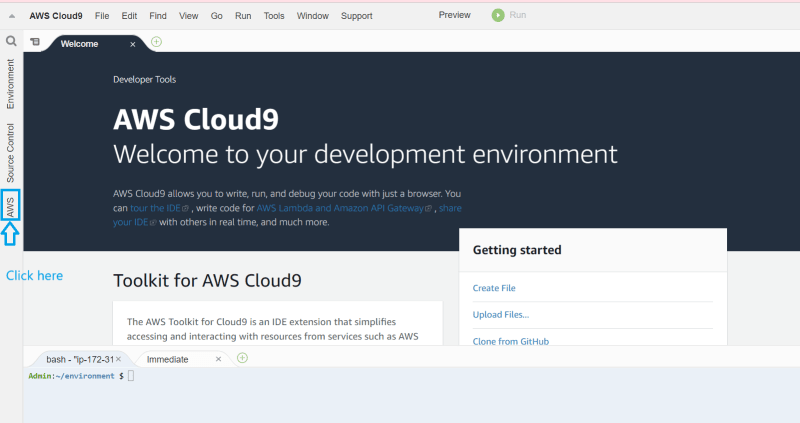 AWS Cloud9 File Edit Find View Go Run Tools Window Support Preview Run
Welcome
Environment
Source Control
AWS
Click here
Developer Tools
AWS Cloud9
Welcome to your development environment
AWS Cloud9 allows you to write, run, and debug your code with just a browser. You
can tour the IDE , write code for AWS Lambda and Amazon API Gateway , share
your IDE with others in real time, and much more.
Getting started
Create File
Upload Files...
Clone from GitHub
Toolkit for AWS Cloud9
The AWS Toolkit for Cloud9 is an IDE extension that simplifies
accessing and interacting with resources from services such as AWS
bash - "ip-172-31 Immediate
Admin:~/environment $